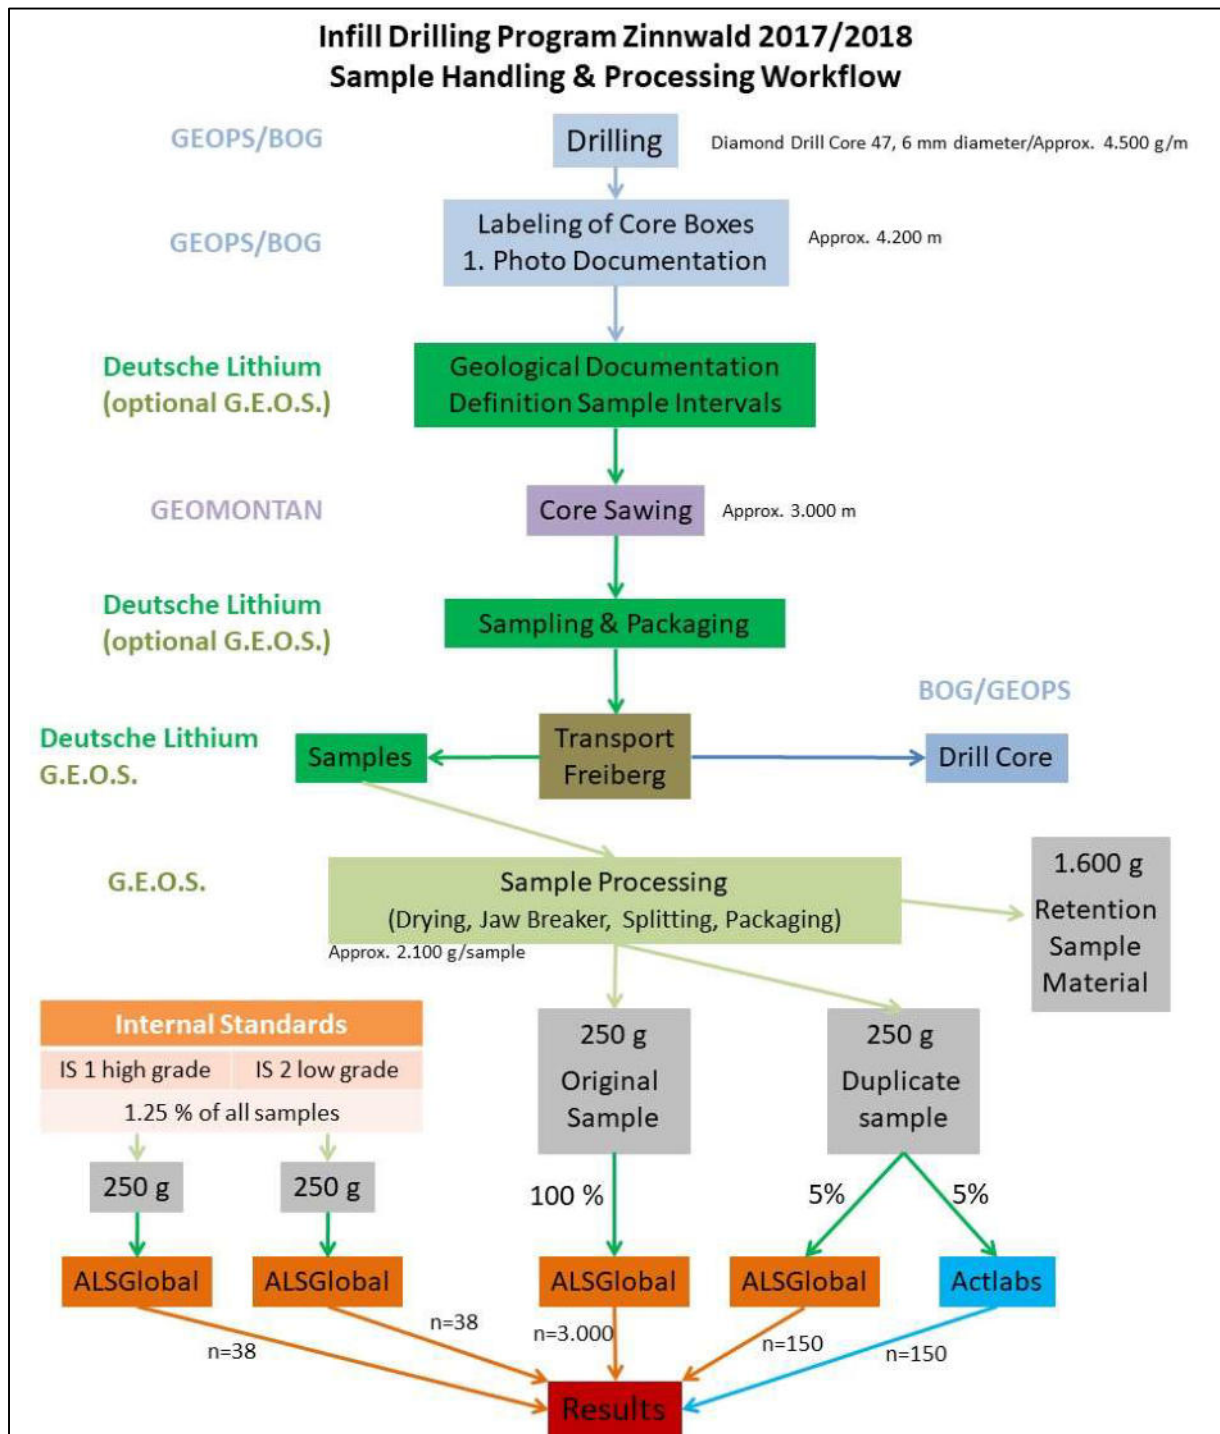 Infill Drilling Program Zinnwald 2017/2018
Sample Handling & Processing Workflow
GEOPS/BOG
Drilling
Diamond Drill Core 47, 6 mm diameter/Approx. 4.500 g/m
GEOPS/BOG
Labeling of Core Boxes
1. Photo Documentation
Approx. 4.200 m
Deutsche Lithium
(optional G.E.O.S.)
Geological Documentation
Definition Sample Intervals
GEOMONTAN
Core Sawing
Approx. 3.000 m
Deutsche Lithium
(optional G.E.O.S.)
Sampling & Packaging
BOG/GEOPS
Deutsche Lithium
G.E.O.S.
Samples
Transport
Freiberg
Drill Core
G.E.O.S.
Sample Processing
(Drying, Jaw Breaker, Splitting, Packaging)
Approx. 2.100 g/sample
1.600 g
Retention
Sample
Material
Internal Standards
IS 1 high grade
IS 2 low grade
1.25 % of all samples
250 g
250 g
250 g
Original
Sample
250 g
Duplicate
sample
100 %
5%
5%
ALSGlobal
ALSGlobal
ALSGlobal
ALSGlobal
Actlabs
n=38
n=38
n=3.000
n=150
n=150
Results